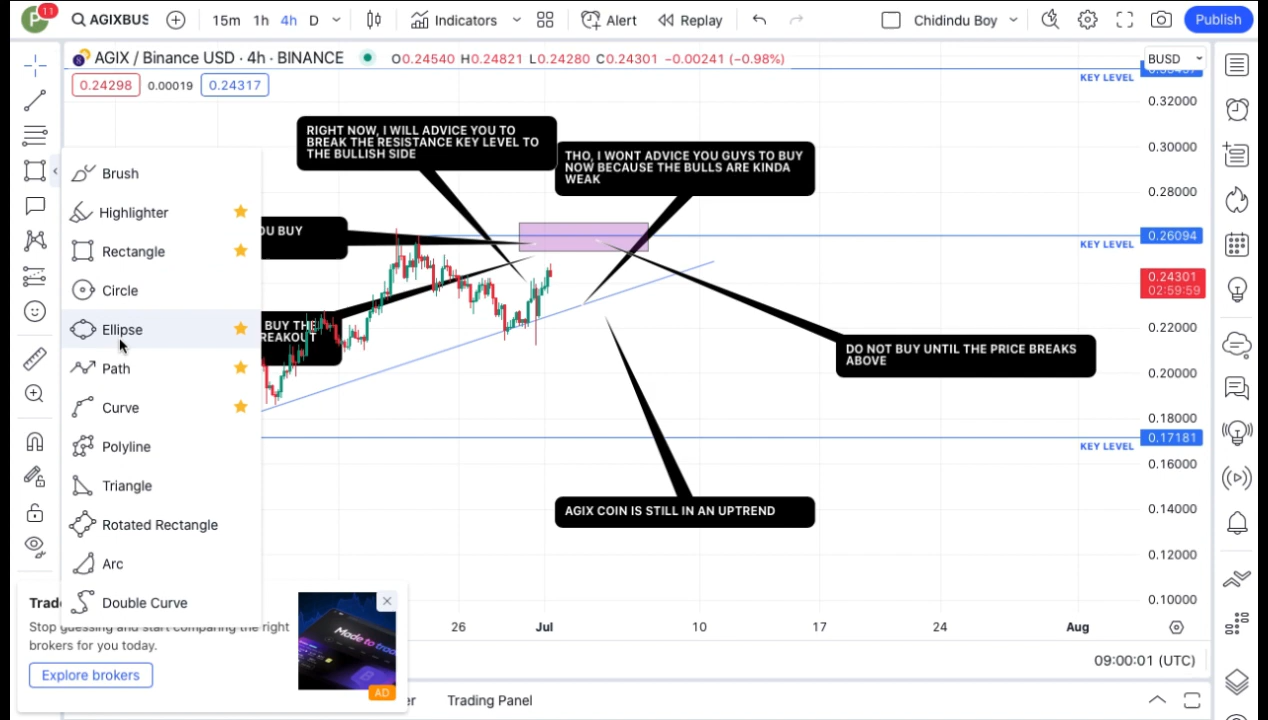 P
11
AGIXBUS
15m 1h 4h D
Indicators
Alert
Replay
Chidindu Boy
Publish
AGIX / Binance USD · 4h · BINANCE
O0.24540 H0.24821 L0.24280 C0.24301 −0.00241 (−0.98%)
BUSD
0.24298
0.00019
0.24317
KEY LEVEL
0.32000
0.30000
0.28000
0.26094
KEY LEVEL
0.24301
02:59:59
0.22000
0.20000
0.18000
0.17181
KEY LEVEL
0.16000
0.14000
0.12000
0.10000
RIGHT NOW, I WILL ADVICE YOU TO
BREAK THE RESISTANCE KEY LEVEL TO
THE BULLISH SIDE
THO, I WONT ADVICE YOU GUYS TO BUY
NOW BECAUSE THE BULLS ARE KINDA
WEAK
BUY
BUY THE
DO NOT BUY UNTIL THE PRICE BREAKS
ABOVE
AGIX COIN IS STILL IN AN UPTREND
Brush
Highlighter
Rectangle
Circle
Ellipse
Path
Curve
Polyline
Triangle
Rotated Rectangle
Arc
Double Curve
Stop guessing and start comparing the right
brokers for you today.
Explore brokers
Made to
AD
26
Jul
10
17
24
Aug
09:00:01 (UTC)
Trading Panel